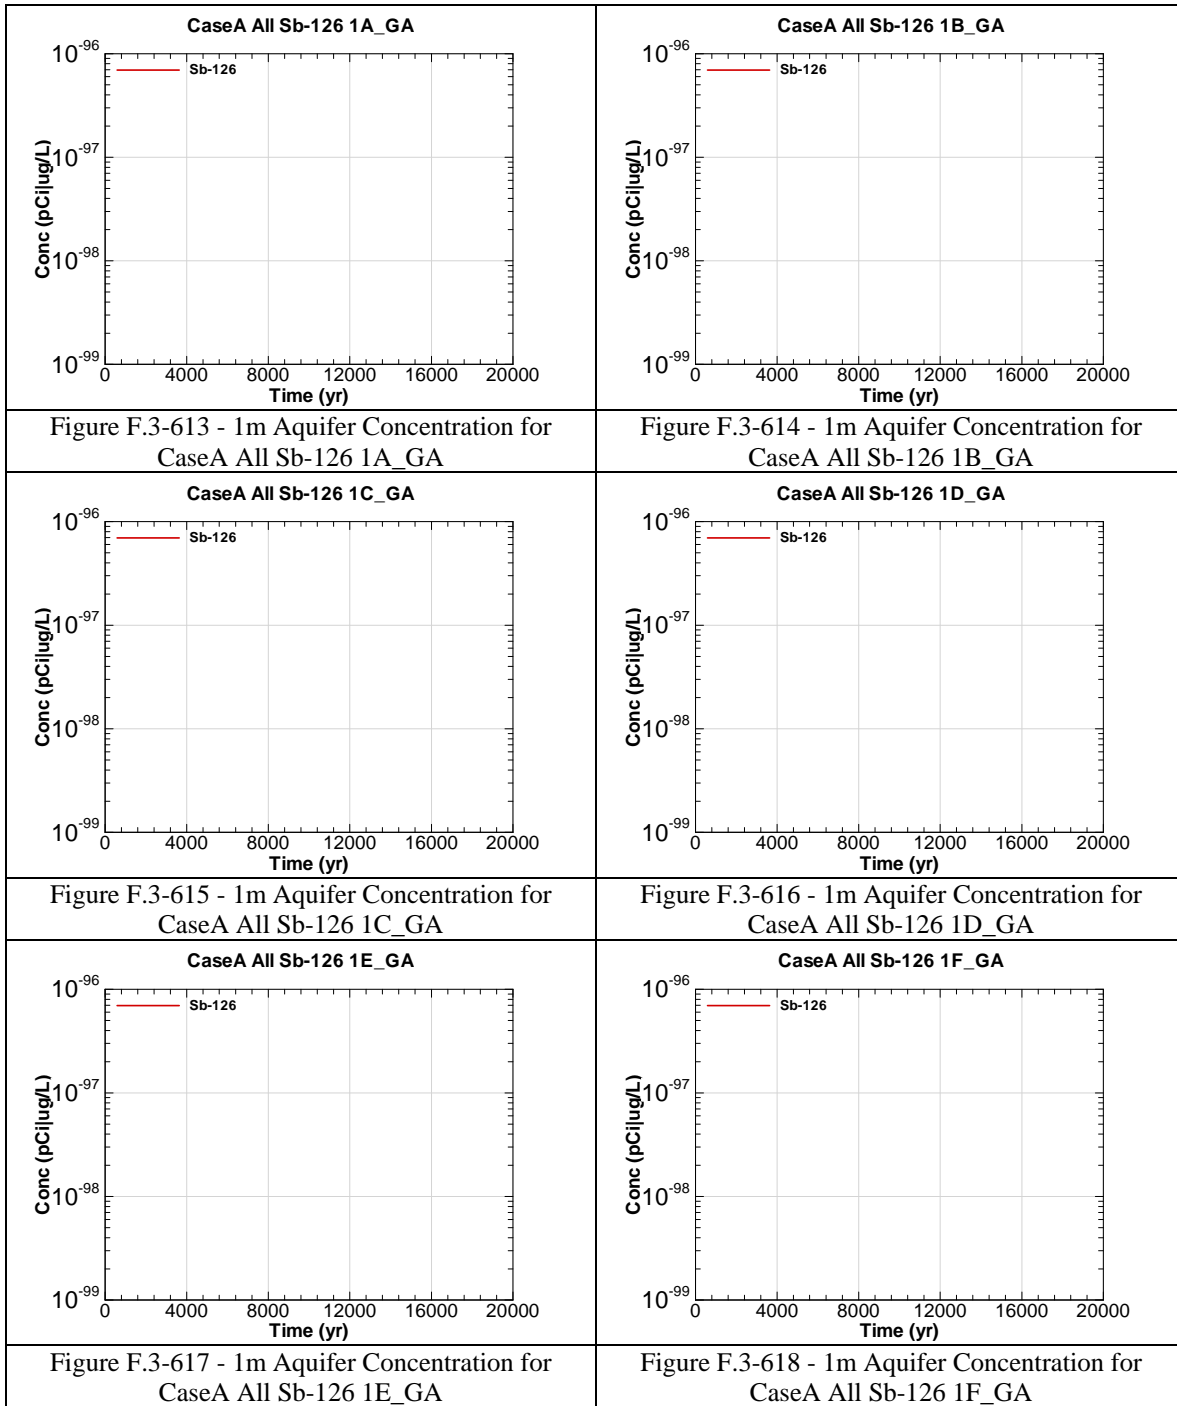 CaseA All Sb-126 1A_GA
Sb-126
10^-96
10^-97
10^-98
10^-99
Conc (pCi|ug/L)
0 4000 8000 12000 16000 20000
Time (yr)
Figure F.3-613 - 1m Aquifer Concentration for
CaseA All Sb-126 1A_GA
CaseA All Sb-126 1B_GA
Sb-126
10^-96
10^-97
10^-98
10^-99
Conc (pCi|ug/L)
0 4000 8000 12000 16000 20000
Time (yr)
Figure F.3-614 - 1m Aquifer Concentration for
CaseA All Sb-126 1B_GA
CaseA All Sb-126 1C_GA
Sb-126
10^-96
10^-97
10^-98
10^-99
Conc (pCi|ug/L)
0 4000 8000 12000 16000 20000
Time (yr)
Figure F.3-615 - 1m Aquifer Concentration for
CaseA All Sb-126 1C_GA
CaseA All Sb-126 1D_GA
Sb-126
10^-96
10^-97
10^-98
10^-99
Conc (pCi|ug/L)
0 4000 8000 12000 16000 20000
Time (yr)
Figure F.3-616 - 1m Aquifer Concentration for
CaseA All Sb-126 1D_GA
CaseA All Sb-126 1E_GA
Sb-126
10^-96
10^-97
10^-98
10^-99
Conc (pCi|ug/L)
0 4000 8000 12000 16000 20000
Time (yr)
Figure F.3-617 - 1m Aquifer Concentration for
CaseA All Sb-126 1E_GA
CaseA All Sb-126 1F_GA
Sb-126
10^-96
10^-97
10^-98
10^-99
Conc (pCi|ug/L)
0 4000 8000 12000 16000 20000
Time (yr)
Figure F.3-618 - 1m Aquifer Concentration for
CaseA All Sb-126 1F_GA